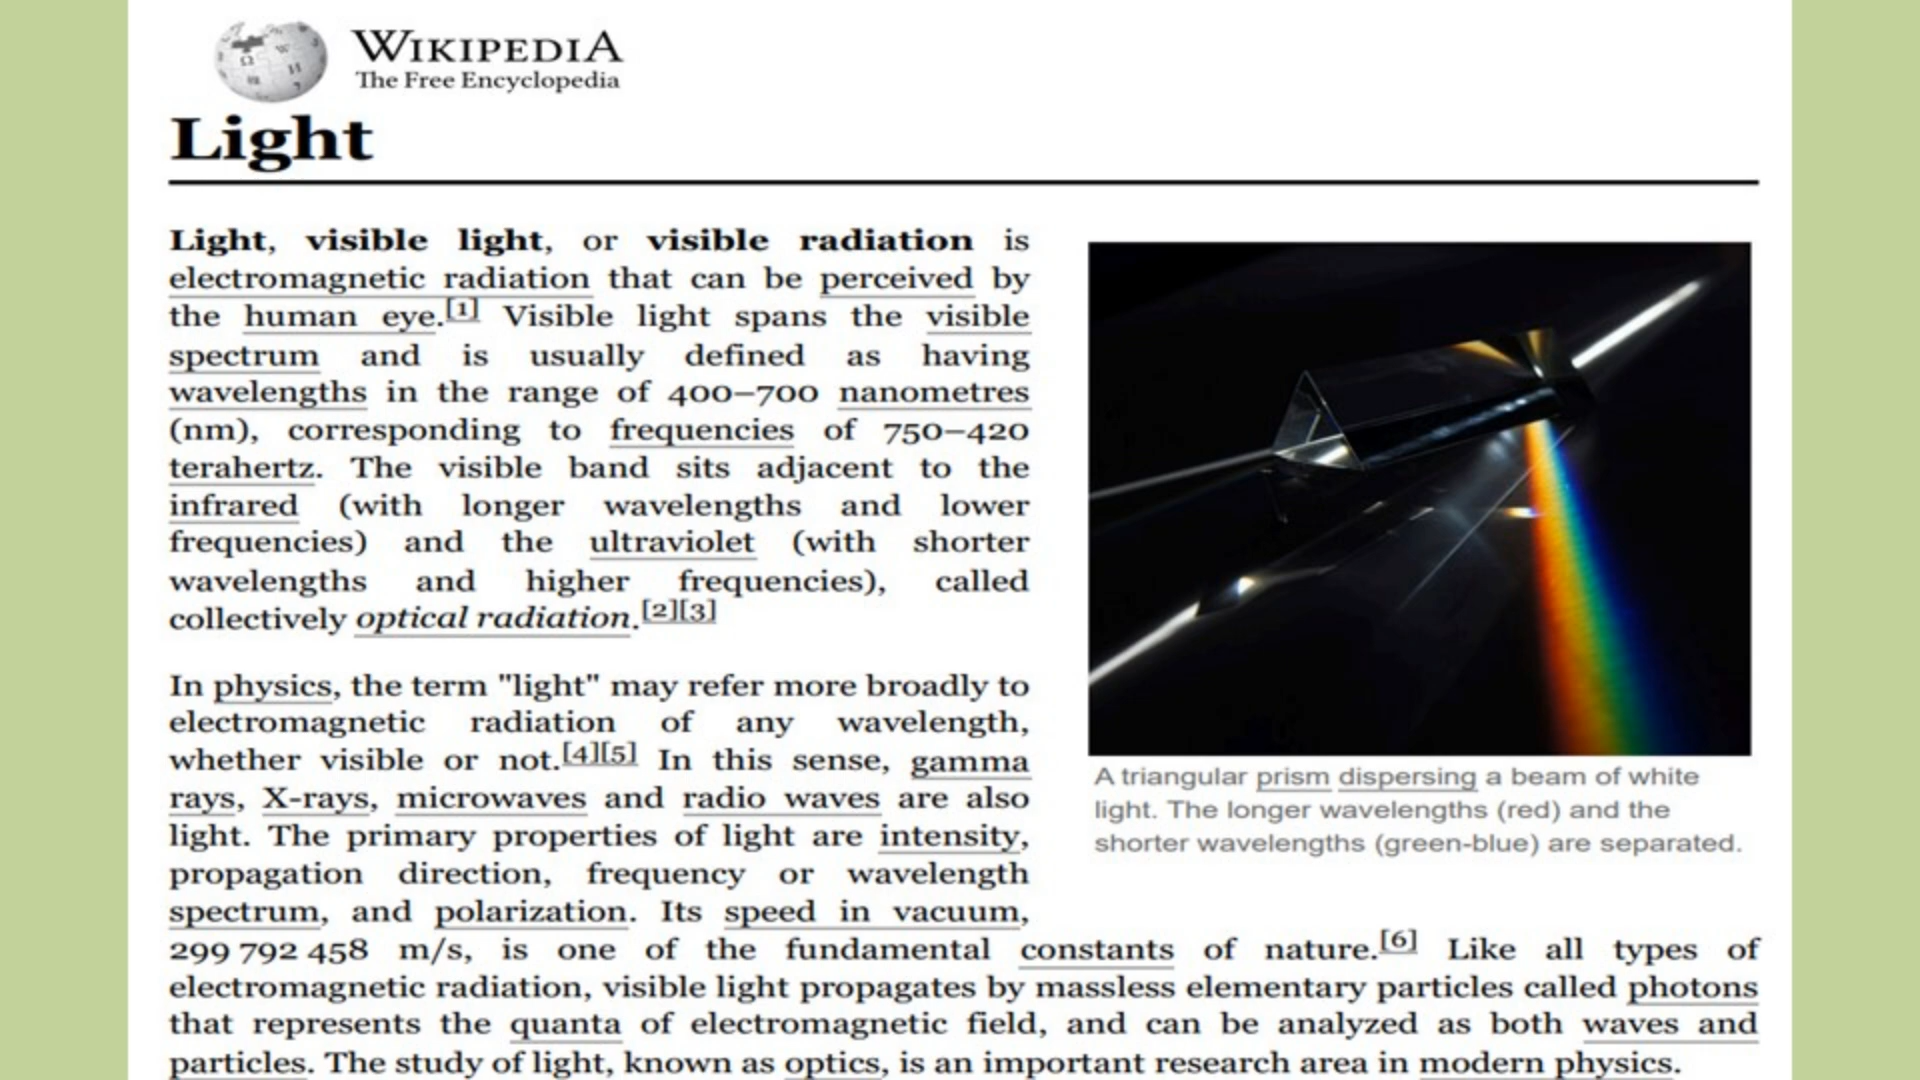 WIKIPEDIA
The Free Encyclopedia
Light
Light, visible light, or visible radiation is
electromagnetic radiation that can be perceived by
the human eye.[1] Visible light spans the visible
spectrum and is usually defined as having
wavelengths in the range of 400–700 nanometres
(nm), corresponding to frequencies of 750–420
terahertz. The visible band sits adjacent to the
infrared (with longer wavelengths and lower
frequencies) and the ultraviolet (with shorter
wavelengths and higher frequencies), called
collectively optical radiation.[2][3]
In physics, the term "light" may refer more broadly to
electromagnetic radiation of any wavelength,
whether visible or not.[4][5] In this sense, gamma
rays, X-rays, microwaves and radio waves are also
light. The primary properties of light are intensity,
propagation direction, frequency or wavelength
spectrum, and polarization. Its speed in vacuum,
299 792 458 m/s, is one of the fundamental constants of nature.[6] Like all types of
electromagnetic radiation, visible light propagates by massless elementary particles called photons
that represents the quanta of electromagnetic field, and can be analyzed as both waves and
particles. The study of light, known as optics, is an important research area in modern physics.
A triangular prism dispersing a beam of white
light. The longer wavelengths (red) and the
shorter wavelengths (green-blue) are separated.